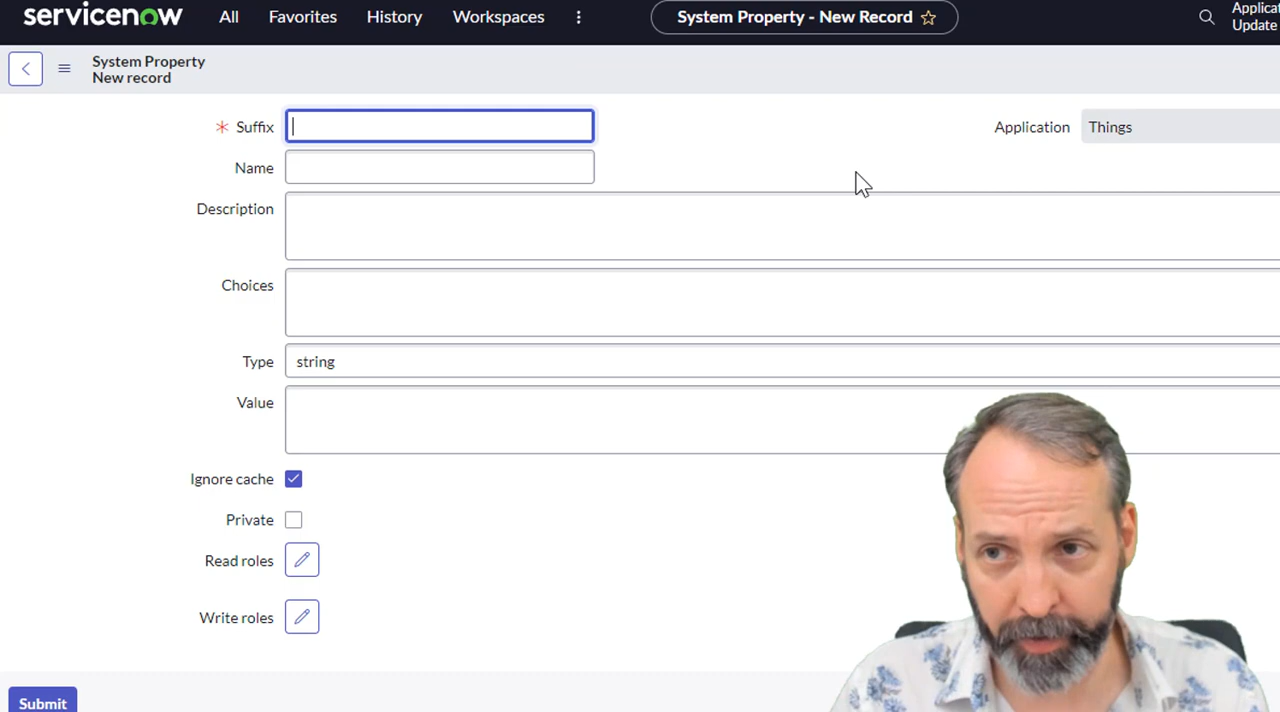 servicenow All Favorites History Workspaces System Property - New Record
Update
System Property
New record
Suffix
Application Things
Name
Description
Choices
Type string
Value
Ignore cache
Private
Read roles
Write roles
Submit